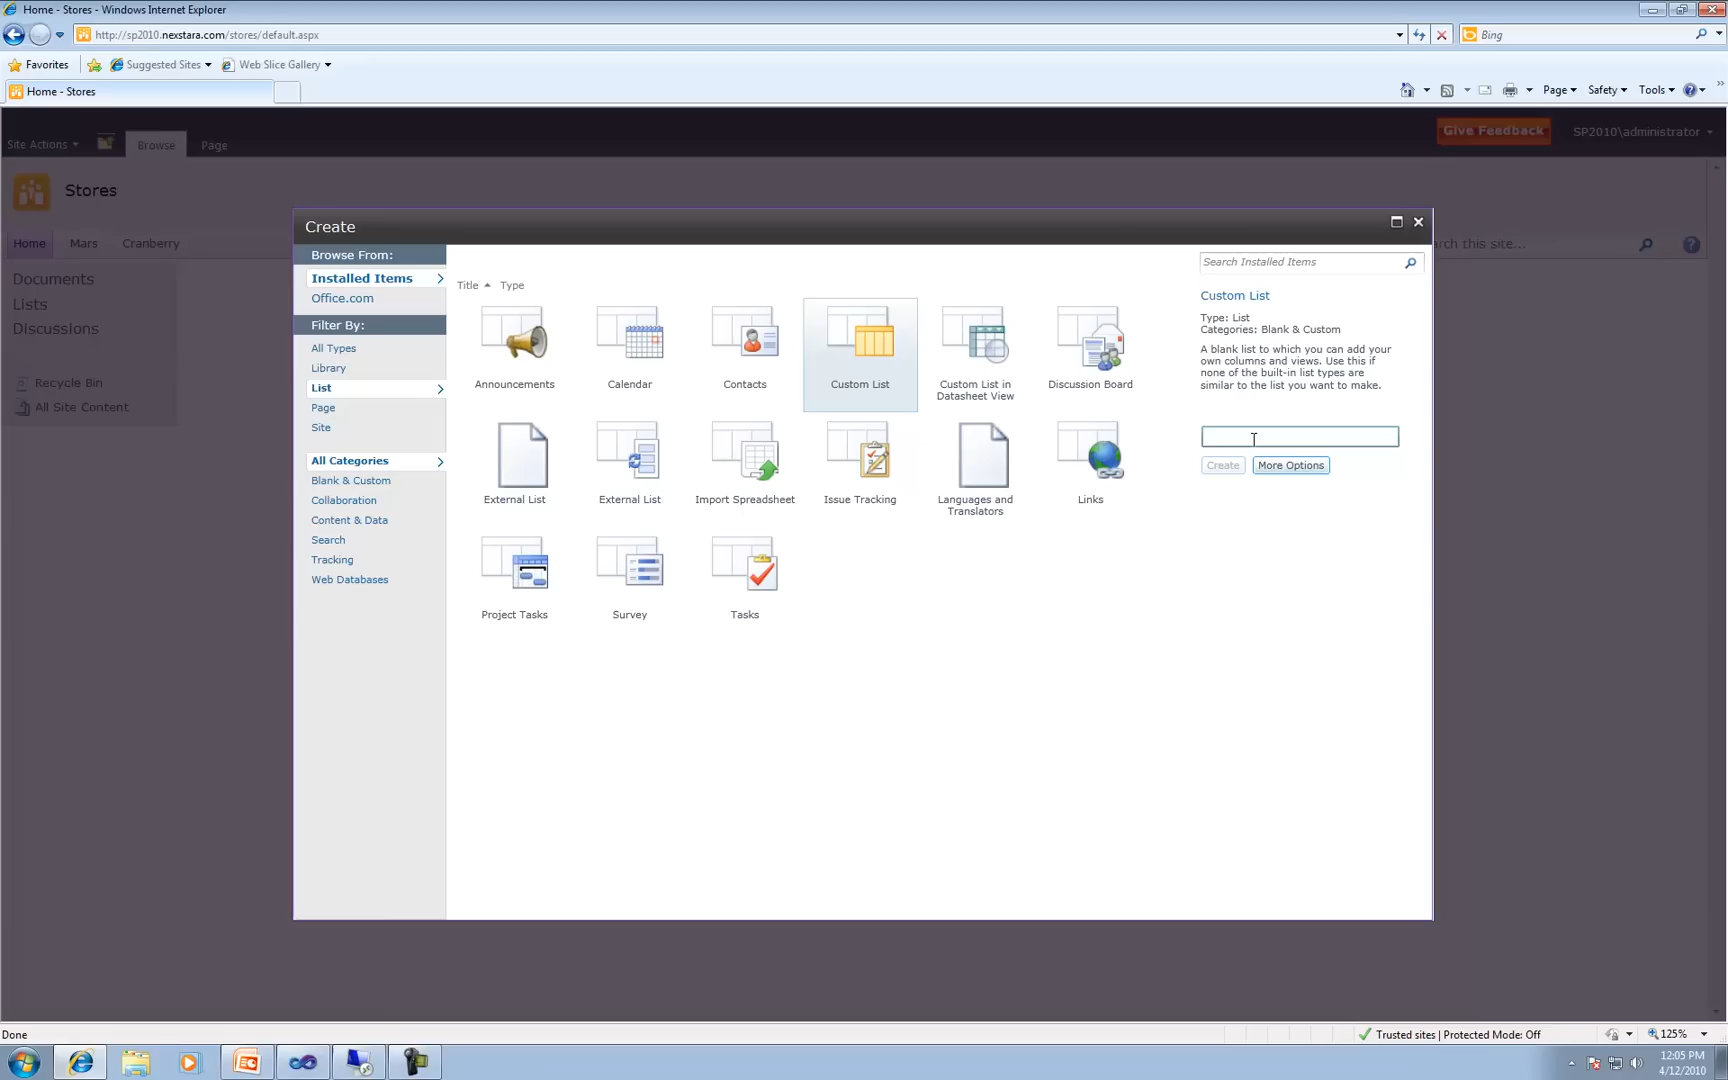 Home - Stores - Windows Internet Explorer
http://sp2010.nexstara.com/stores/default.aspx
Bing
Favorites
Suggested Sites
Web Slice Gallery
Home - Stores
Page
Safety
Tools
Site Actions
Browse
Page
Give Feedback
SP2010\administrator
Stores
Home
Mars
Cranberry
rch this site...
Documents
Lists
Discussions
Recycle Bin
All Site Content
Create
Browse From:
Installed Items
Office.com
Filter By:
All Types
Library
List
Page
Site
All Categories
Blank & Custom
Collaboration
Content & Data
Search
Tracking
Web Databases
Title
Type
Announcements
Calendar
Contacts
Custom List
Custom List in
Datasheet View
Discussion Board
External List
External List
Import Spreadsheet
Issue Tracking
Languages and
Translators
Links
Project Tasks
Survey
Tasks
Search Installed Items
Custom List
Type: List
Categories: Blank & Custom
A blank list to which you can add your
own columns and views. Use this if
none of the built-in list types are
similar to the list you want to make.
Create
More Options
Done
Trusted sites | Protected Mode: Off
125%
12:05 PM
4/12/2010